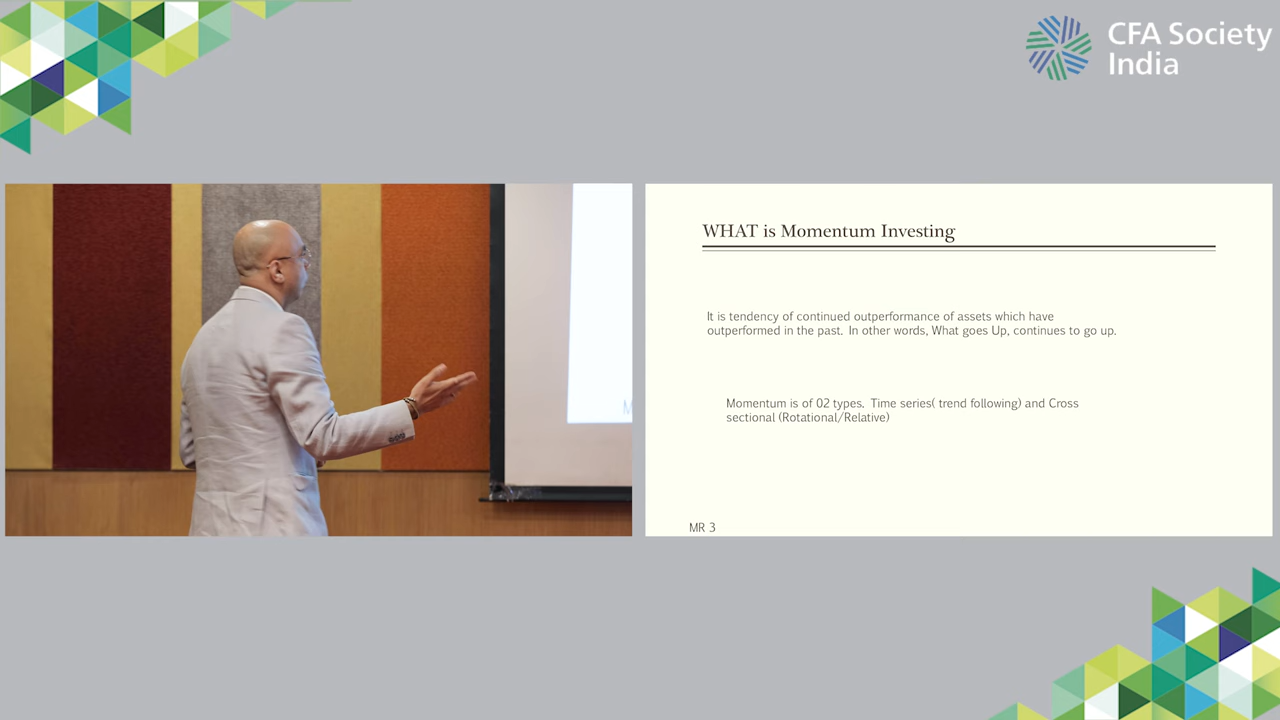 CFA Society
India
WHAT is Momentum Investing
It is tendency of continued outperformance of assets which have
outperformed in the past. In other words, What goes Up, continues to go up.
Momentum is of 02 types, Time series( trend following) and Cross
sectional (Rotational/Relative)
MR 3
M